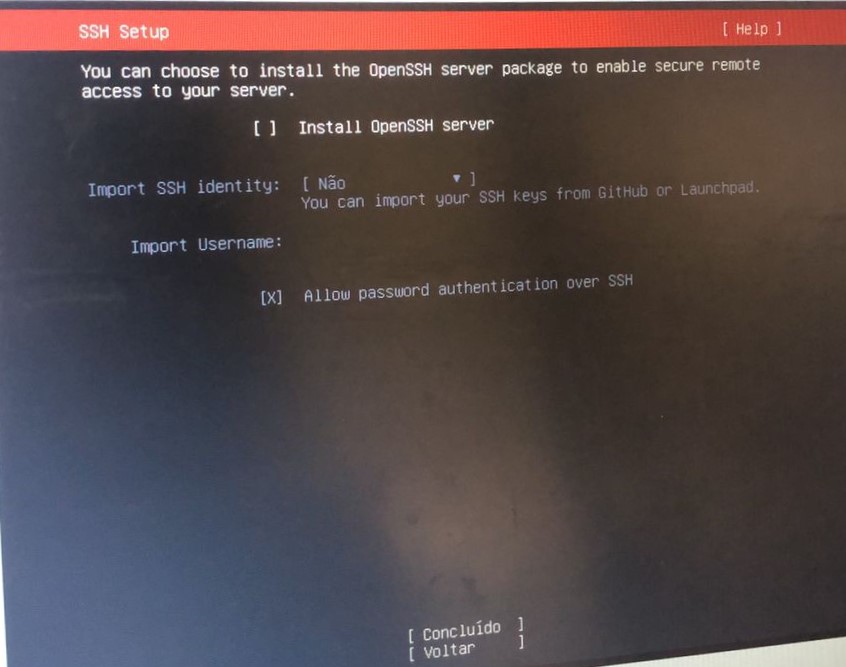 SSH Setup [ Help ]
You can choose to install the OpenSSH server package to enable secure remote
access to your server.
[ ] Install OpenSSH server
Import SSH identity: [ Não ▾ ]
You can import your SSH keys from GitHub or Launchpad.
Import Username:
[X] Allow password authentication over SSH
[ Concluído ]
[ Voltar ]